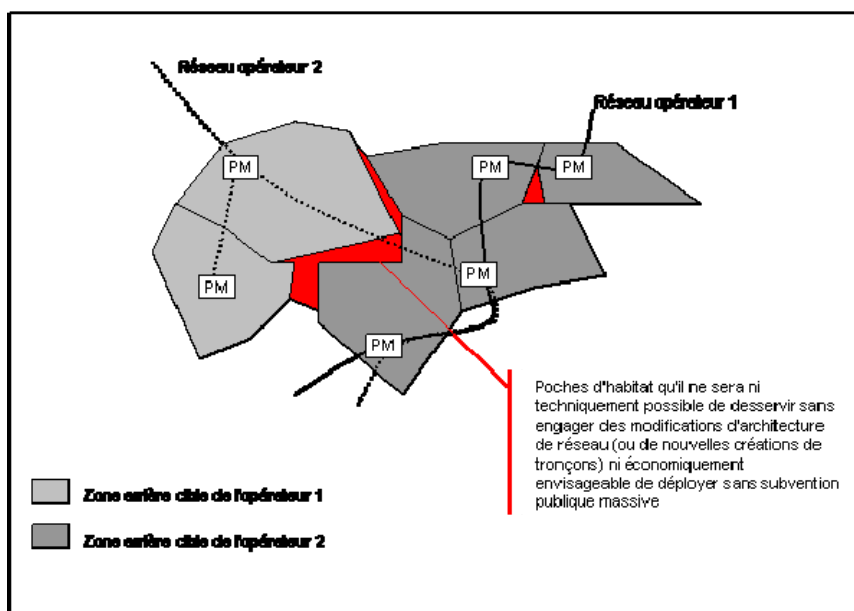 Réseau opérateur 2
Réseau opérateur 1
PM
PM
PM
PM
PM
PM
Poches d'habitat qu'il ne sera ni
techniquement possible de desservir sans
engager des modifications d'architecture
de réseau (ou de nouvelles créations de
tronçons) ni économiquement
envisageable de déployer sans subvention
publique massive
Zone arrière cible de l'opérateur 1
Zone arrière cible de l'opérateur 2